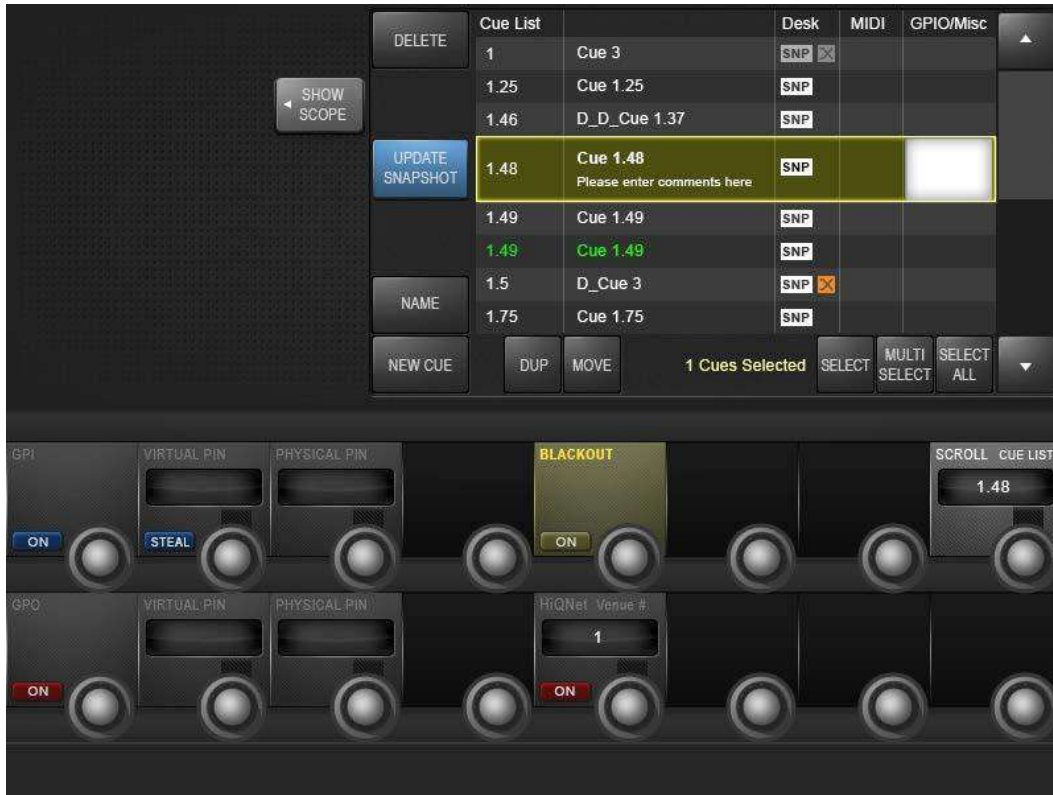 DELETE
Cue List Desk MIDI GPIO/Misc
1 Cue 3 SNP
SHOW SCOPE
1.25 Cue 1.25 SNP
1.46 D_D_Cue 1.37 SNP
UPDATE SNAPSHOT
1.48 Cue 1.48 SNP
Please enter comments here
1.49 Cue 1.49 SNP
1.49 Cue 1.49 SNP
NAME
1.5 D_Cue 3 SNP
1.75 Cue 1.75 SNP
NEW CUE DUP MOVE 1 Cues Selected SELECT MULTI SELECT SELECT ALL
GPI VIRTUAL PIN PHYSICAL PIN BLACKOUT SCROLL CUE LIST
1.48
ON STEAL ON
GPO VIRTUAL PIN PHYSICAL PIN HiQNet Venue #
1
ON ON